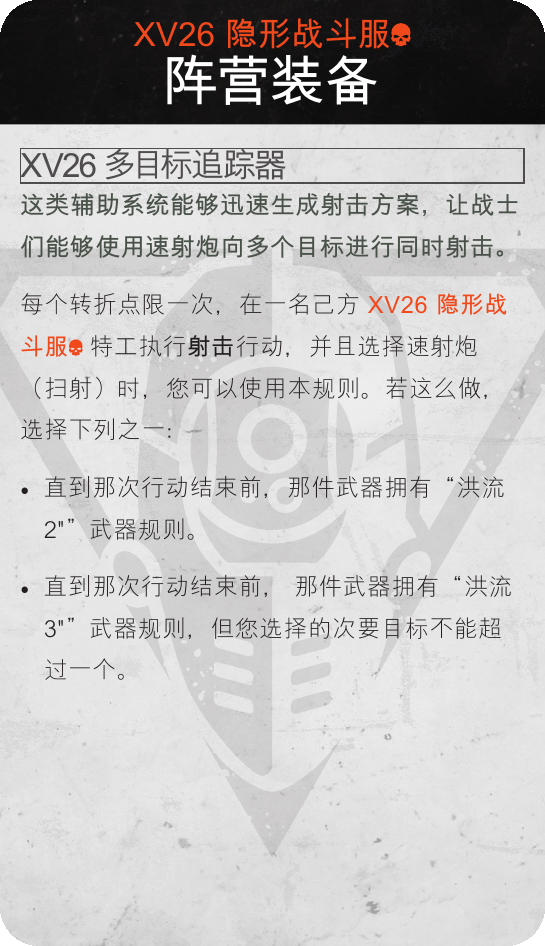 XV26 隐形战斗服
阵营装备
XV26 多目标追踪器
这类辅助系统能够迅速生成射击方案，让战士
们能够使用速射炮向多个目标进行同时射击。
每个转折点限一次，在一名己方 XV26 隐形战
斗服 特工执行射击行动，并且选择速射炮
（扫射）时，您可以使用本规则。若这么做，
选择下列之一：
• 直到那次行动结束前，那件武器拥有“洪流
2"”武器规则。
• 直到那次行动结束前， 那件武器拥有“洪流
3"”武器规则，但您选择的次要目标不能超
过一个。